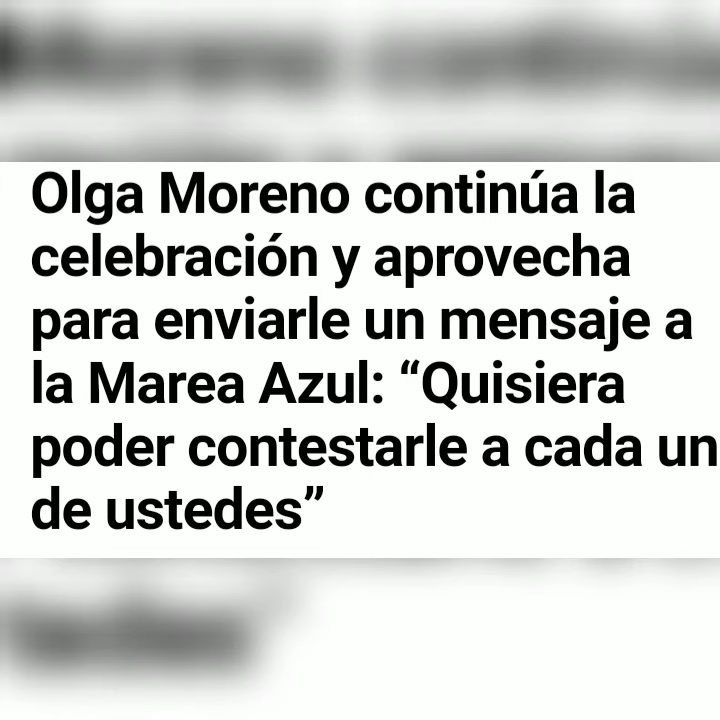 Olga Moreno continúa la
celebración y aprovecha
para enviarle un mensaje a
la Marea Azul: “Quisiera
poder contestarle a cada un
de ustedes”